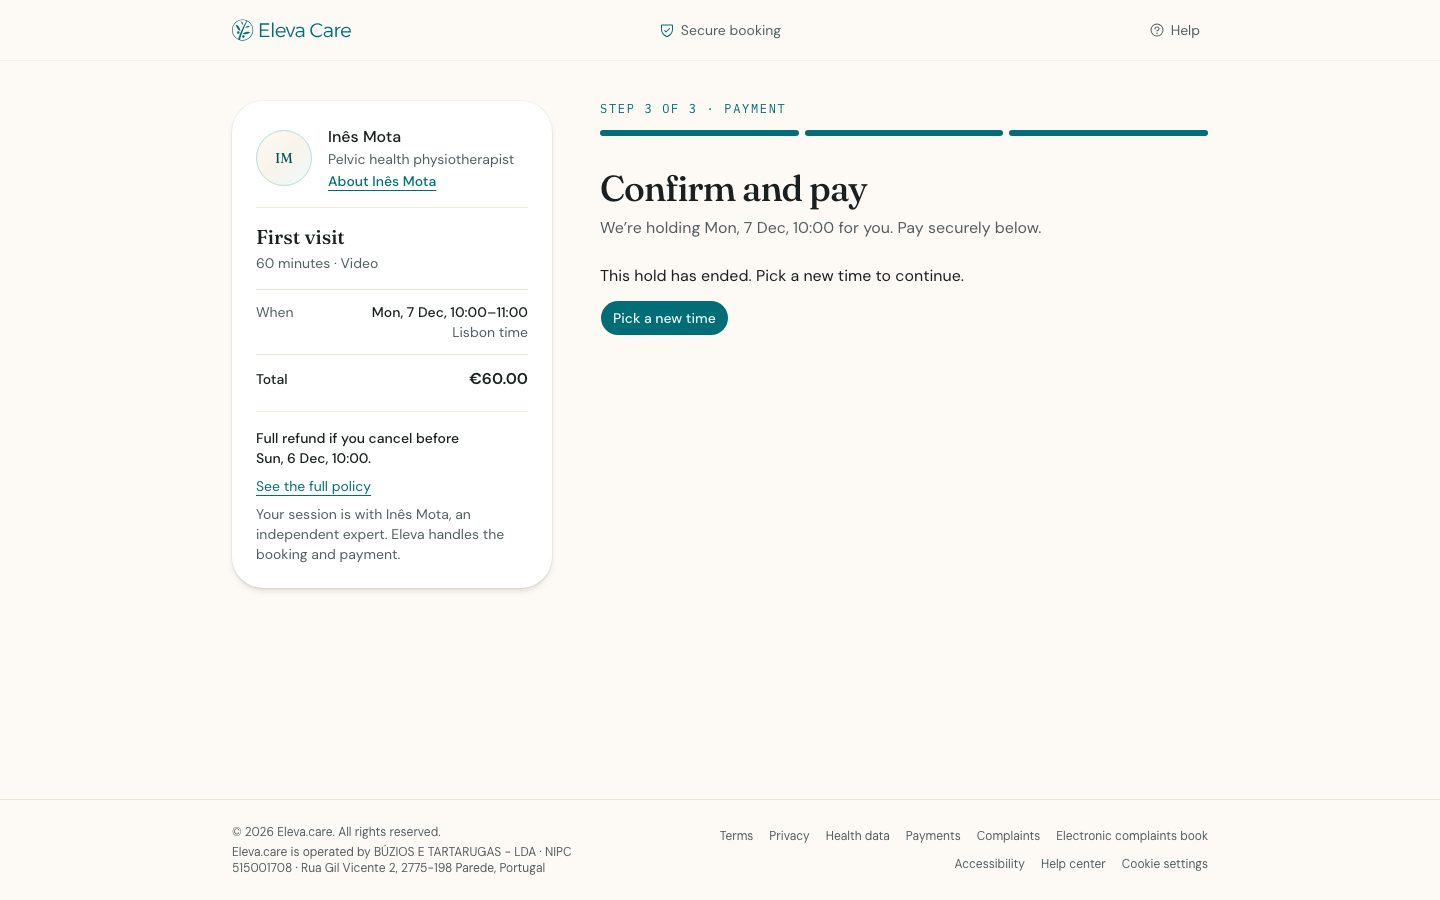 Eleva Care
Secure booking
Help
IM
Inês Mota
Pelvic health physiotherapist
About Inês Mota
First visit
60 minutes · Video
When
Mon, 7 Dec, 10:00–11:00
Lisbon time
Total
€60.00
Full refund if you cancel before
Sun, 6 Dec, 10:00.
See the full policy
Your session is with Inês Mota, an
independent expert. Eleva handles the
booking and payment.
STEP 3 OF 3 · PAYMENT
Confirm and pay
We’re holding Mon, 7 Dec, 10:00 for you. Pay securely below.
This hold has ended. Pick a new time to continue.
Pick a new time
© 2026 Eleva.care. All rights reserved.
Eleva.care is operated by BÚZIOS E TARTARUGAS - LDA · NIPC
515001708 · Rua Gil Vicente 2, 2775-198 Parede, Portugal
Terms Privacy Health data Payments Complaints Electronic complaints book
Accessibility Help center Cookie settings